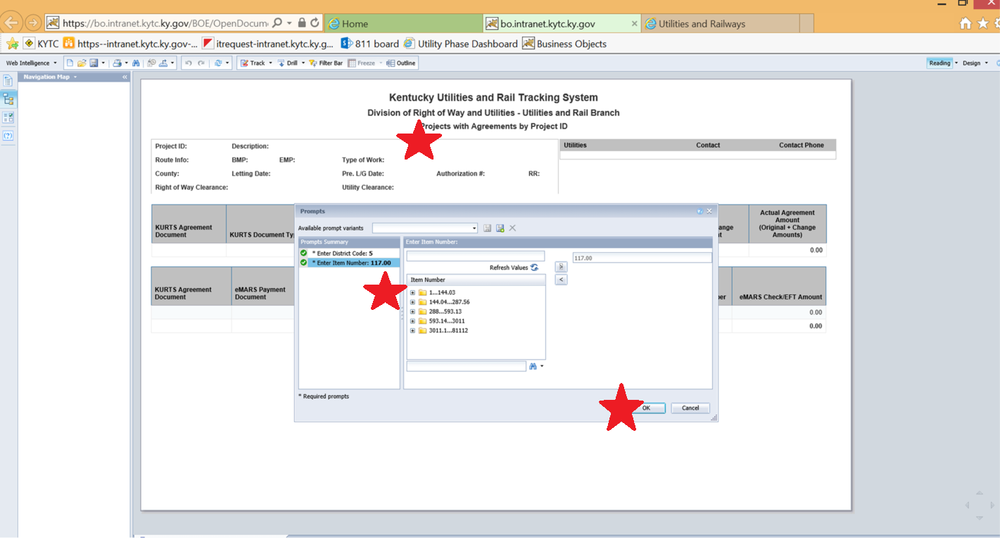 https://bo.intranet.kytc.ky.gov/BOE/OpenDocum
Home
bo.intranet.kytc.ky.gov
Utilities and Railways
KYTC
https--intranet.kytc.ky.gov-...
itrequest-intranet.kytc.ky.g...
811 board
Utility Phase Dashboard
Business Objects
Web Intelligence
Track
Drill
Filter Bar
Freeze
Outline
Reading
Design
Navigation Map
Kentucky Utilities and Rail Tracking System
Division of Right of Way and Utilities - Utilities and Rail Branch
Projects with Agreements by Project ID
Project ID: Description:
Route Info: BMP: EMP: Type of Work:
County: Letting Date: Pre. L/G Date: Authorization #: RR:
Right of Way Clearance: Utility Clearance:
Utilities Contact Contact Phone
KURTS Agreement
Document
KURTS Document Ty
Actual Agreement
Amount
(Original + Change
Amounts)
0.00
KURTS Agreement
Document
eMARS Payment
Document
eMARS Check/EFT Amount
0.00
0.00
Prompts
Available prompt variants
Prompts Summary
* Enter District Code: 5
* Enter Item Number: 117.00
Enter Item Number:
Refresh Values
117.00
>
<
Item Number
1...144.03
144.04...287.56
288...593.13
593.14...3011
3011.1...81112
* Required prompts
OK
Cancel